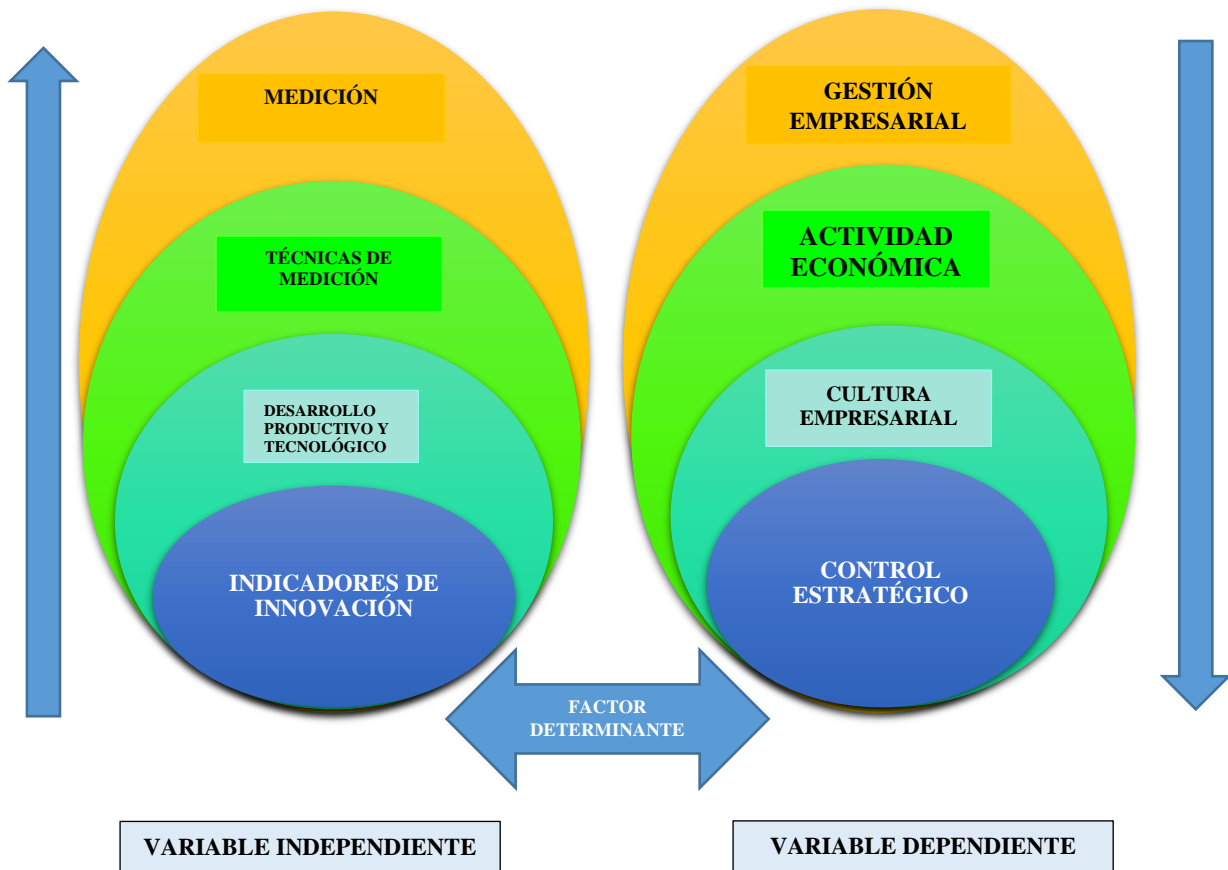 MEDICIÓN
TÉCNICAS DE
MEDICIÓN
DESARROLLO
PRODUCTIVO Y
TECNOLÓGICO
INDICADORES DE
INNOVACIÓN
GESTIÓN
EMPRESARIAL
ACTIVIDAD
ECONÓMICA
CULTURA
EMPRESARIAL
CONTROL
ESTRATÉGICO
FACTOR
DETERMINANTE
VARIABLE INDEPENDIENTE
VARIABLE DEPENDIENTE